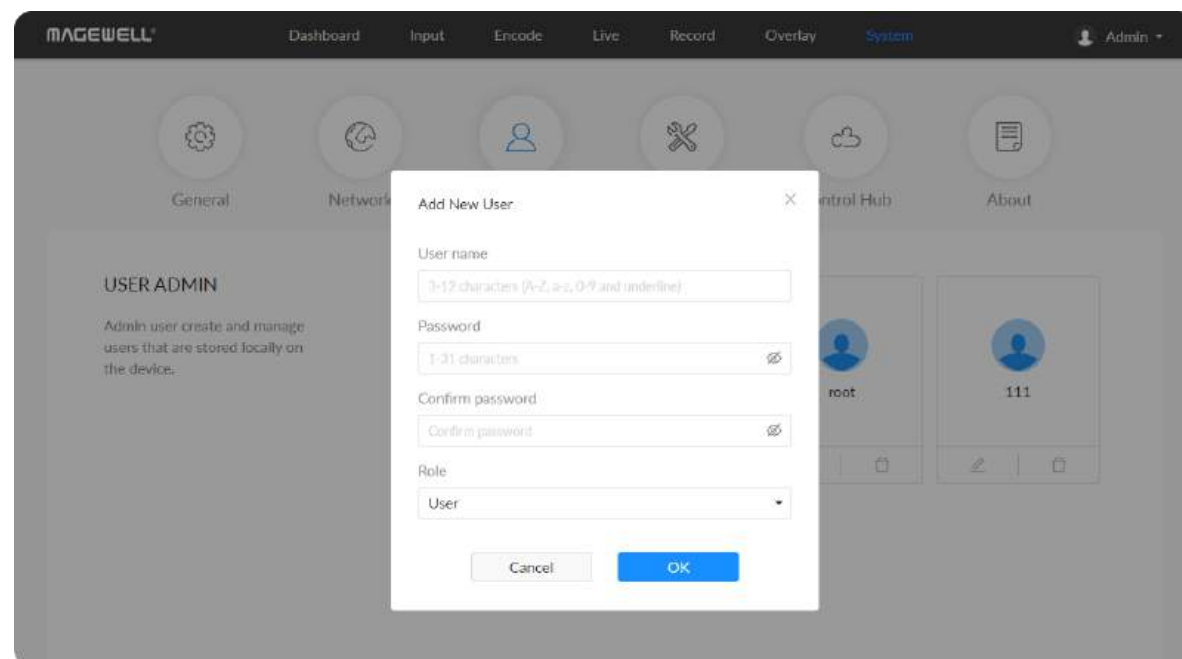 MAGEWELL®
Dashboard Input Encode Live Record Overlay System Admin
General Network ntrol Hub About
Add New User
User name
3-12 characters (A-Z, a-z, 0-9 and underline)
Password
1-31 characters
Confirm password
Confirm password
Role
User
Cancel OK
USER ADMIN
Admin user create and manage
users that are stored locally on
the device.
root 111